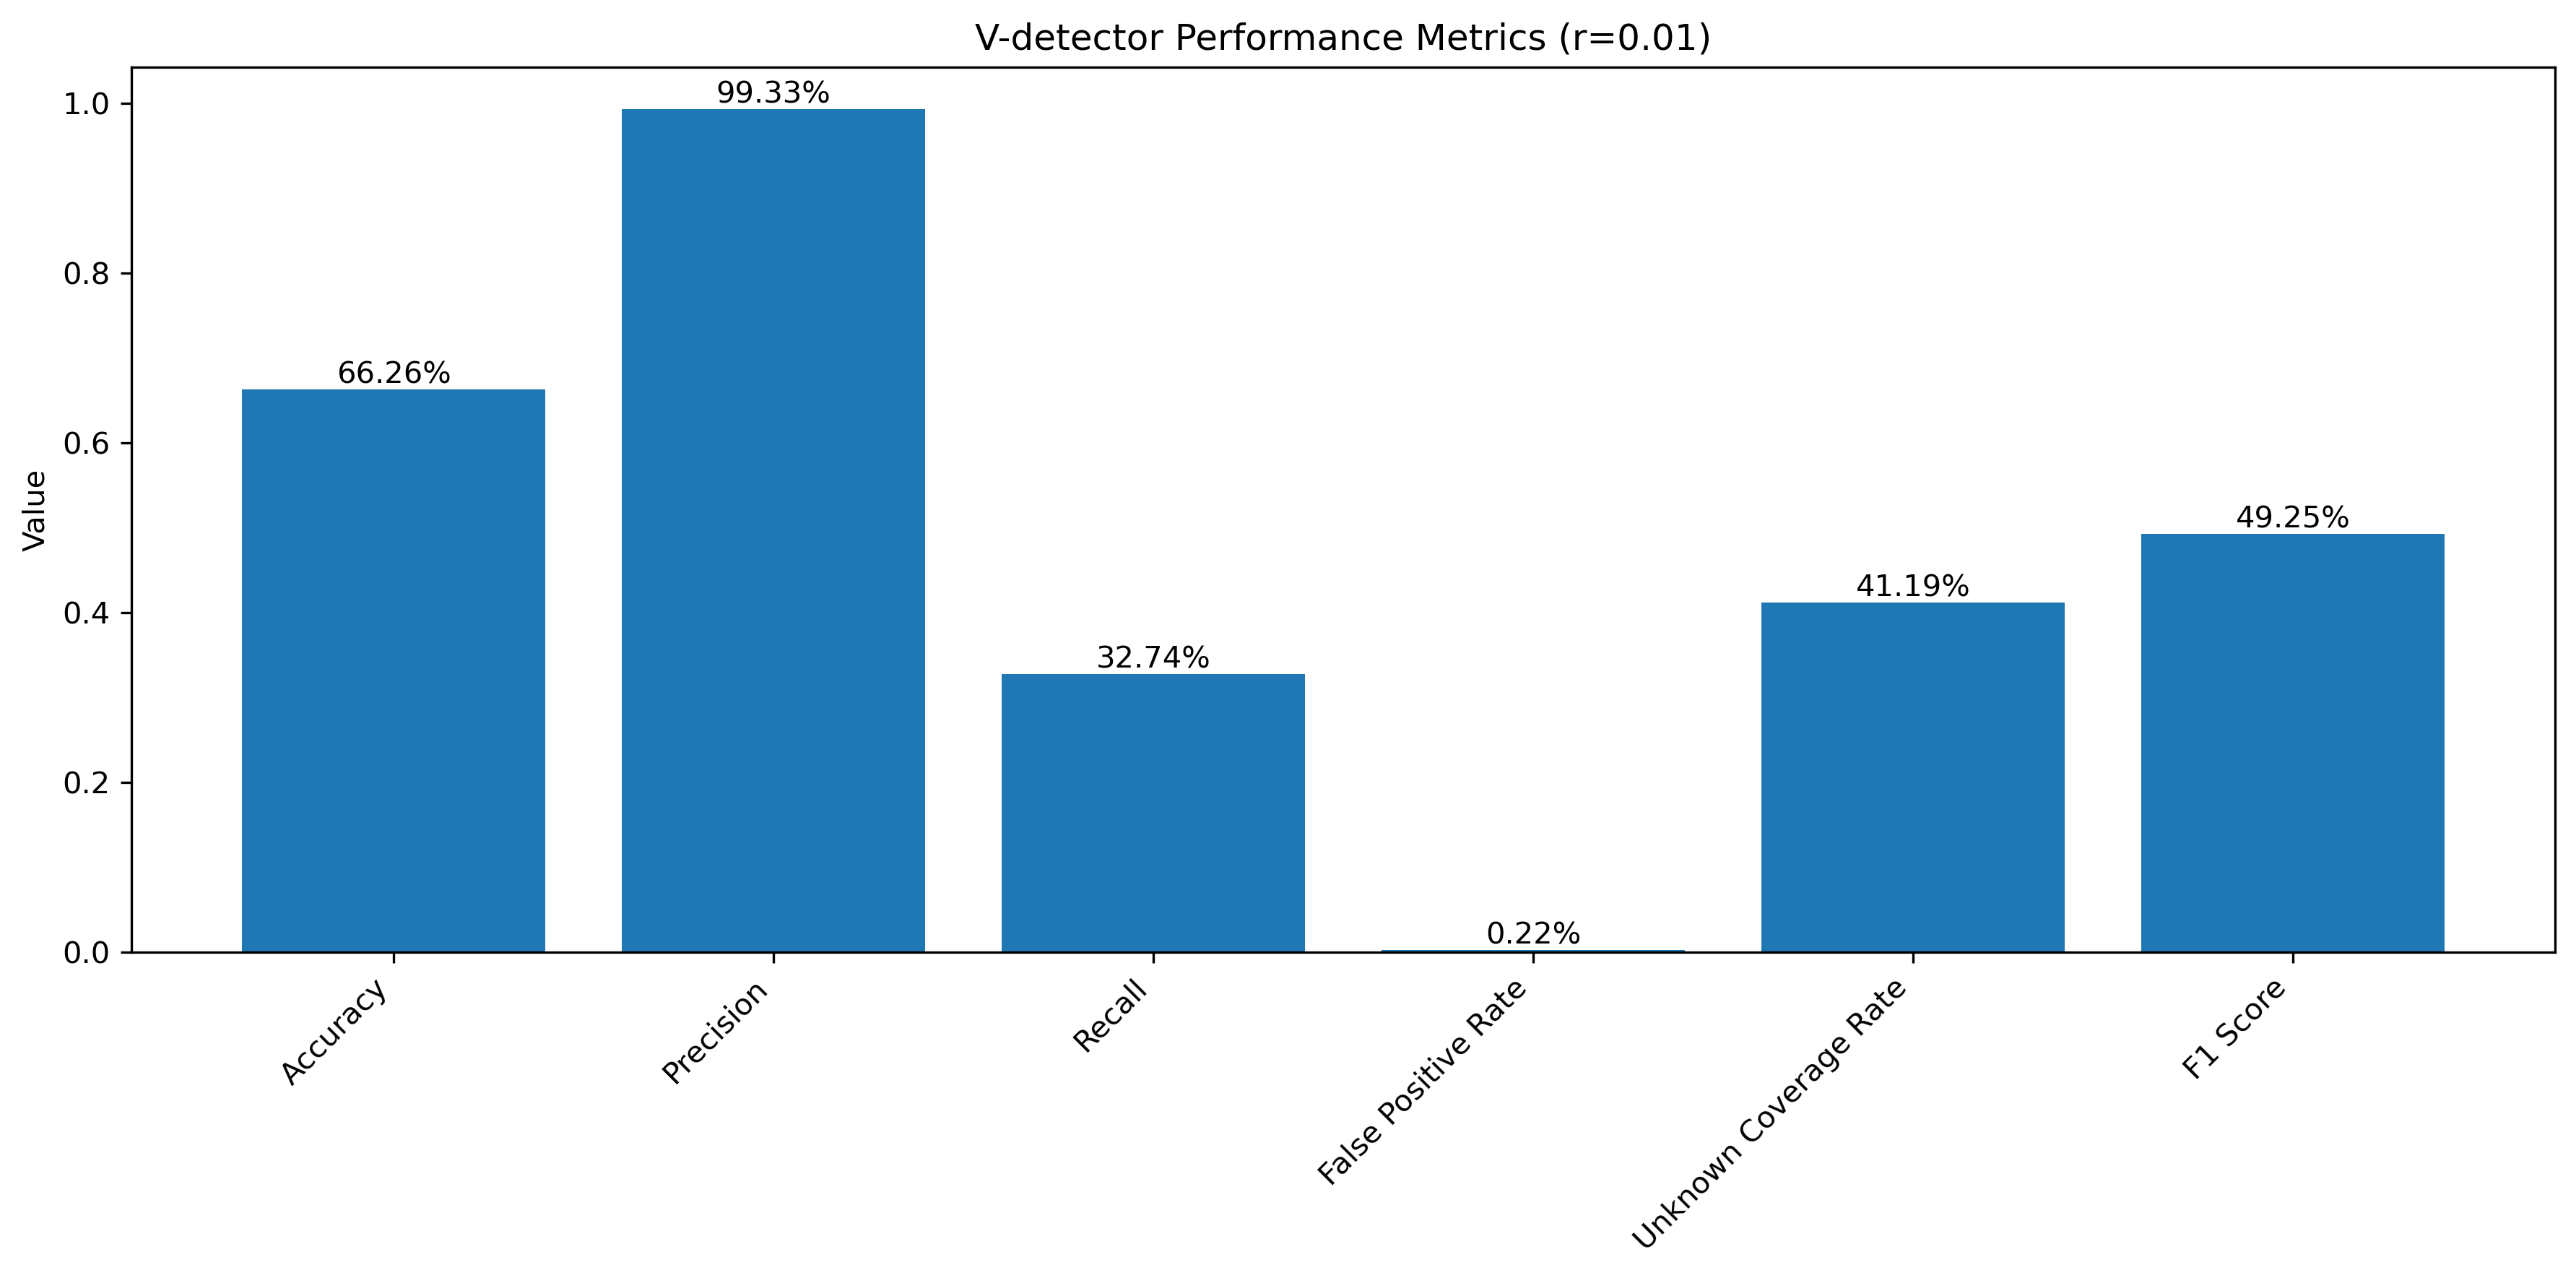 V-detector Performance Metrics (r=0.01)
Value
1.0
0.8
0.6
0.4
0.2
0.0
66.26%
99.33%
32.74%
0.22%
41.19%
49.25%
Accuracy
Precision
Recall
False Positive Rate
Unknown Coverage Rate
F1 Score